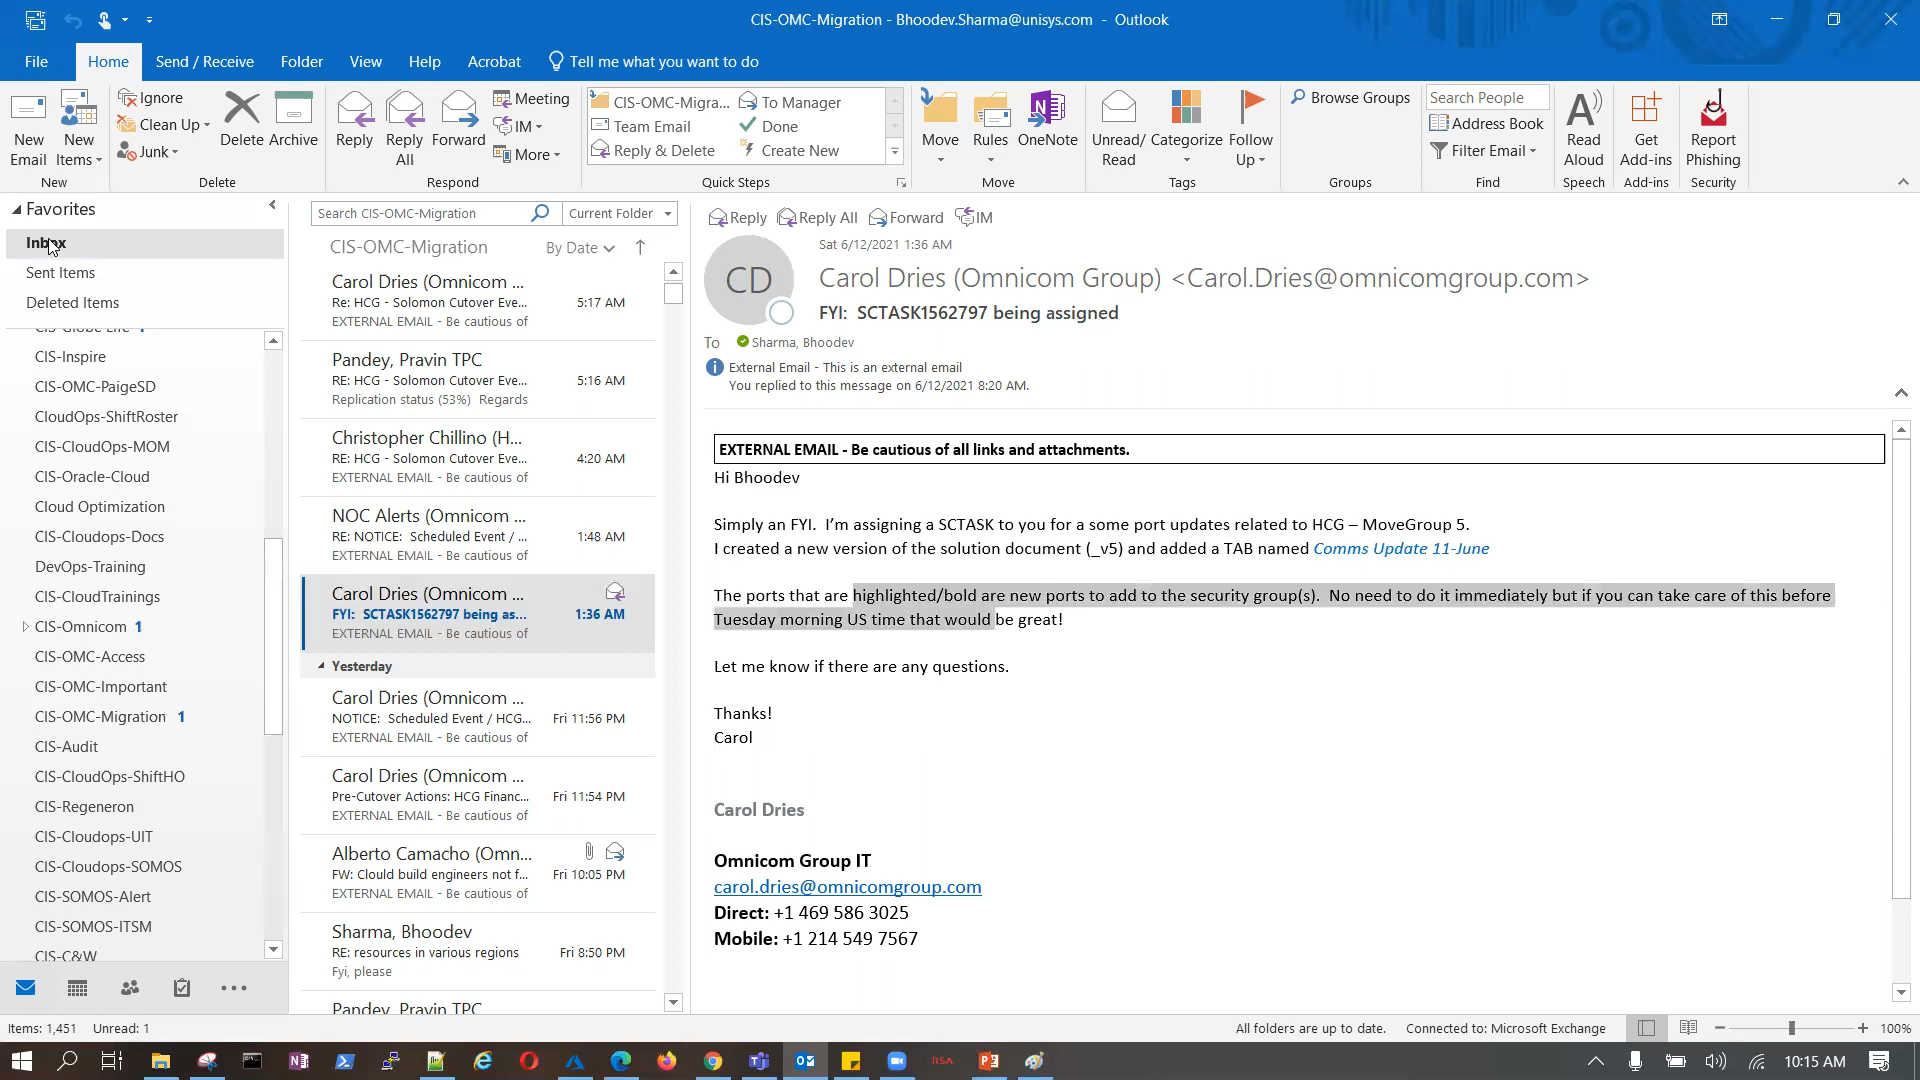 CIS-OMC-Migration - Bhoodev.Sharma@unisys.com - Outlook
File Home Send / Receive Folder View Help Acrobat Tell me what you want to do
New Email
New Items
New
Ignore
Clean Up
Junk
Delete
Archive
Delete
Reply
Reply All
Forward
Meeting
IM
More
Respond
CIS-OMC-Migra...
Team Email
Reply & Delete
To Manager
Done
Create New
Quick Steps
Move
Rules
OneNote
Move
Unread/ Read
Categorize
Follow Up
Tags
Browse Groups
Groups
Search People
Address Book
Filter Email
Find
Read Aloud
Speech
Get Add-ins
Add-ins
Report Phishing
Security
Favorites
Inbox
Sent Items
Deleted Items
CIS-Globe Life 1
CIS-Inspire
CIS-OMC-PaigeSD
CloudOps-ShiftRoster
CIS-CloudOps-MOM
CIS-Oracle-Cloud
Cloud Optimization
CIS-Cloudops-Docs
DevOps-Training
CIS-CloudTrainings
CIS-Omnicom 1
CIS-OMC-Access
CIS-OMC-Important
CIS-OMC-Migration 1
CIS-Audit
CIS-CloudOps-ShiftHO
CIS-Regeneron
CIS-Cloudops-UIT
CIS-Cloudops-SOMOS
CIS-SOMOS-Alert
CIS-SOMOS-ITSM
CIS-C&W
Search CIS-OMC-Migration
Current Folder
CIS-OMC-Migration By Date
Carol Dries (Omnicom ...
Re: HCG - Solomon Cutover Eve... 5:17 AM
EXTERNAL EMAIL - Be cautious of
Pandey, Pravin TPC
RE: HCG - Solomon Cutover Eve... 5:16 AM
Replication status (53%) Regards
Christopher Chillino (H...
RE: HCG - Solomon Cutover Eve... 4:20 AM
EXTERNAL EMAIL - Be cautious of
NOC Alerts (Omnicom ...
RE: NOTICE: Scheduled Event / ... 1:48 AM
EXTERNAL EMAIL - Be cautious of
Carol Dries (Omnicom ...
FYI: SCTASK1562797 being as... 1:36 AM
EXTERNAL EMAIL - Be cautious of
Yesterday
Carol Dries (Omnicom ...
NOTICE: Scheduled Event / HCG... Fri 11:56 PM
EXTERNAL EMAIL - Be cautious of
Carol Dries (Omnicom ...
Pre-Cutover Actions: HCG Financ... Fri 11:54 PM
EXTERNAL EMAIL - Be cautious of
Alberto Camacho (Omn...
FW: Clould build engineers not f... Fri 10:05 PM
EXTERNAL EMAIL - Be cautious of
Sharma, Bhoodev
RE: resources in various regions Fri 8:50 PM
Fyi, please
Pandey, Pravin TPC
Reply Reply All Forward IM
Sat 6/12/2021 1:36 AM
CD
Carol Dries (Omnicom Group) <Carol.Dries@omnicomgroup.com>
FYI: SCTASK1562797 being assigned
To Sharma, Bhoodev
External Email - This is an external email
You replied to this message on 6/12/2021 8:20 AM.
EXTERNAL EMAIL - Be cautious of all links and attachments.
Hi Bhoodev
Simply an FYI. I'm assigning a SCTASK to you for a some port updates related to HCG – MoveGroup 5.
I created a new version of the solution document (_v5) and added a TAB named Comms Update 11-June
The ports that are highlighted/bold are new ports to add to the security group(s). No need to do it immediately but if you can take care of this before
Tuesday morning US time that would be great!
Let me know if there are any questions.
Thanks!
Carol
Carol Dries
Omnicom Group IT
carol.dries@omnicomgroup.com
Direct: +1 469 586 3025
Mobile: +1 214 549 7567
Items: 1,451 Unread: 1
All folders are up to date. Connected to: Microsoft Exchange 100%
RSA
10:15 AM